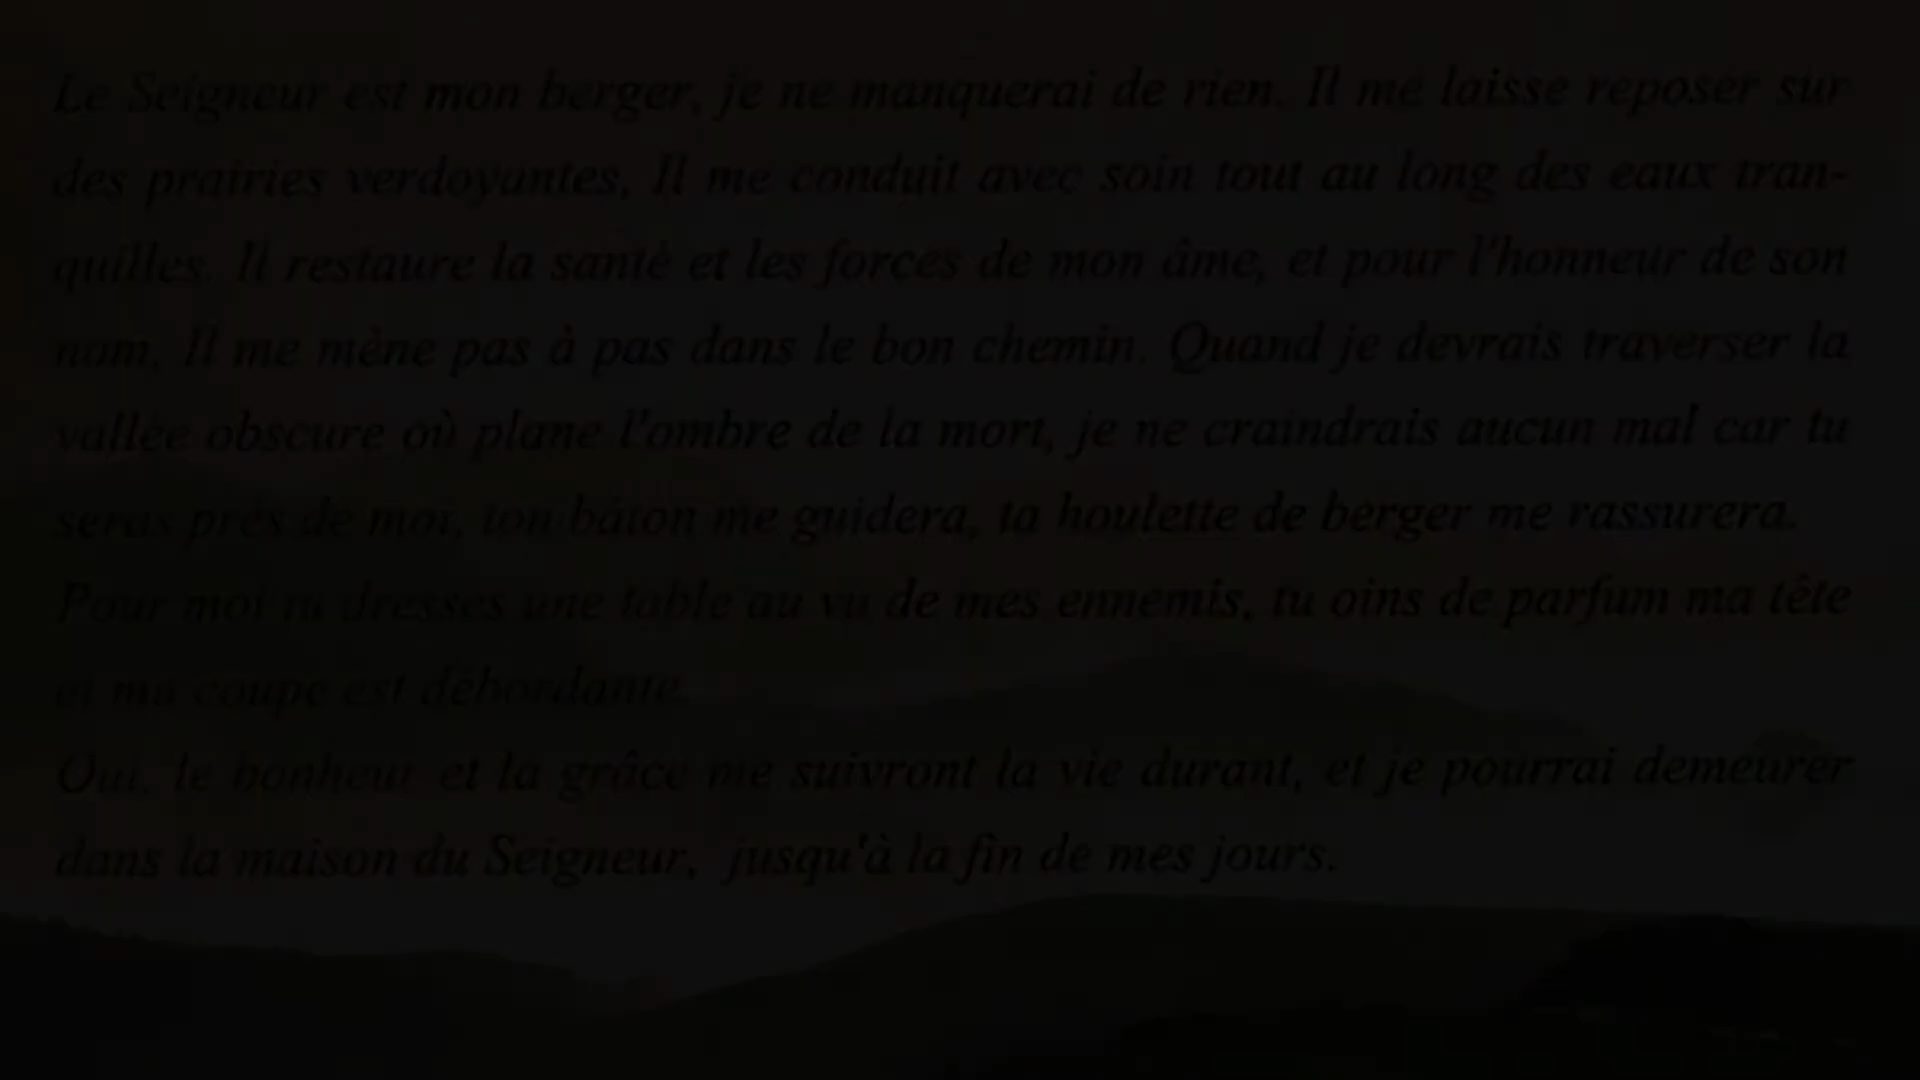 Le Seigneur est mon berger, je ne manquerai de rien. Il me laisse reposer sur
des prairies verdoyantes, Il me conduit avec soin tout au long des eaux tran-
quilles. Il restaure la santé et les forces de mon âme, et pour l'honneur de son
nom, Il me mène pas à pas dans le bon chemin. Quand je devrais traverser la
vallée obscure où plane l'ombre de la mort, je ne craindrais aucun mal car tu
seras près de moi, ton bâton me guidera, ta houlette de berger me rassurera.
Pour moi tu dresses une table au vu de mes ennemis, tu oins de parfum ma tête
et ma coupe est débordante.
Oui, le bonheur et la grâce me suivront la vie durant, et je pourrai demeurer
dans la maison du Seigneur, jusqu'à la fin de mes jours.